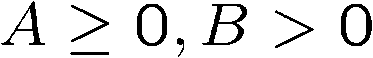 A ≥ 0, B > 0